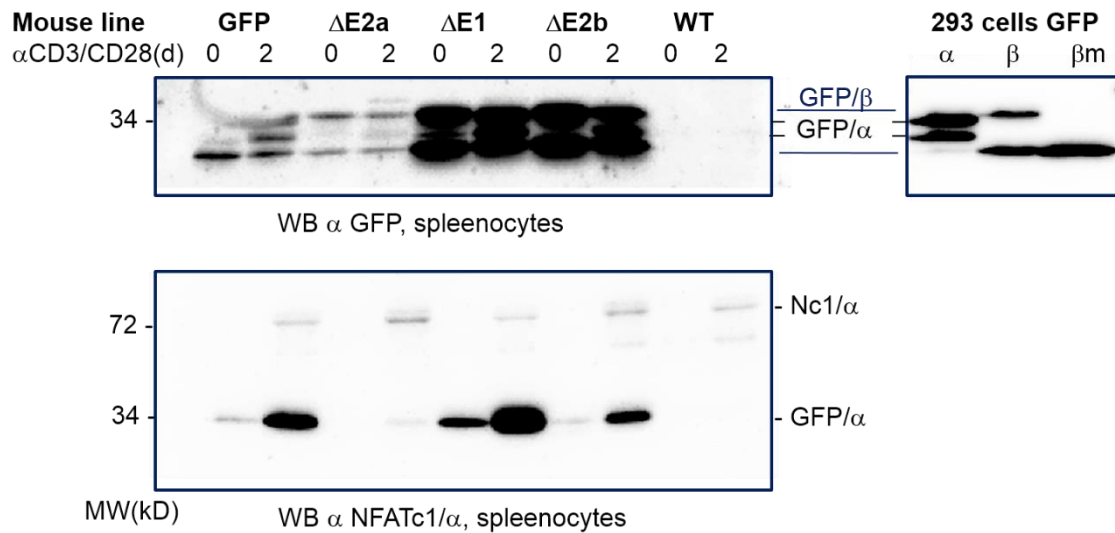 Mouse line GFP ΔE2a ΔE1 ΔE2b WT 293 cells GFP
αCD3/CD28(d) 0 2 0 2 0 2 0 2 0 2 α β βm
GFP/β
34 -
GFP/α
WB α GFP, spleenocytes
- Nc1/α
72 -
34 - - GFP/α
MW(kD)
WB α NFATc1/α, spleenocytes